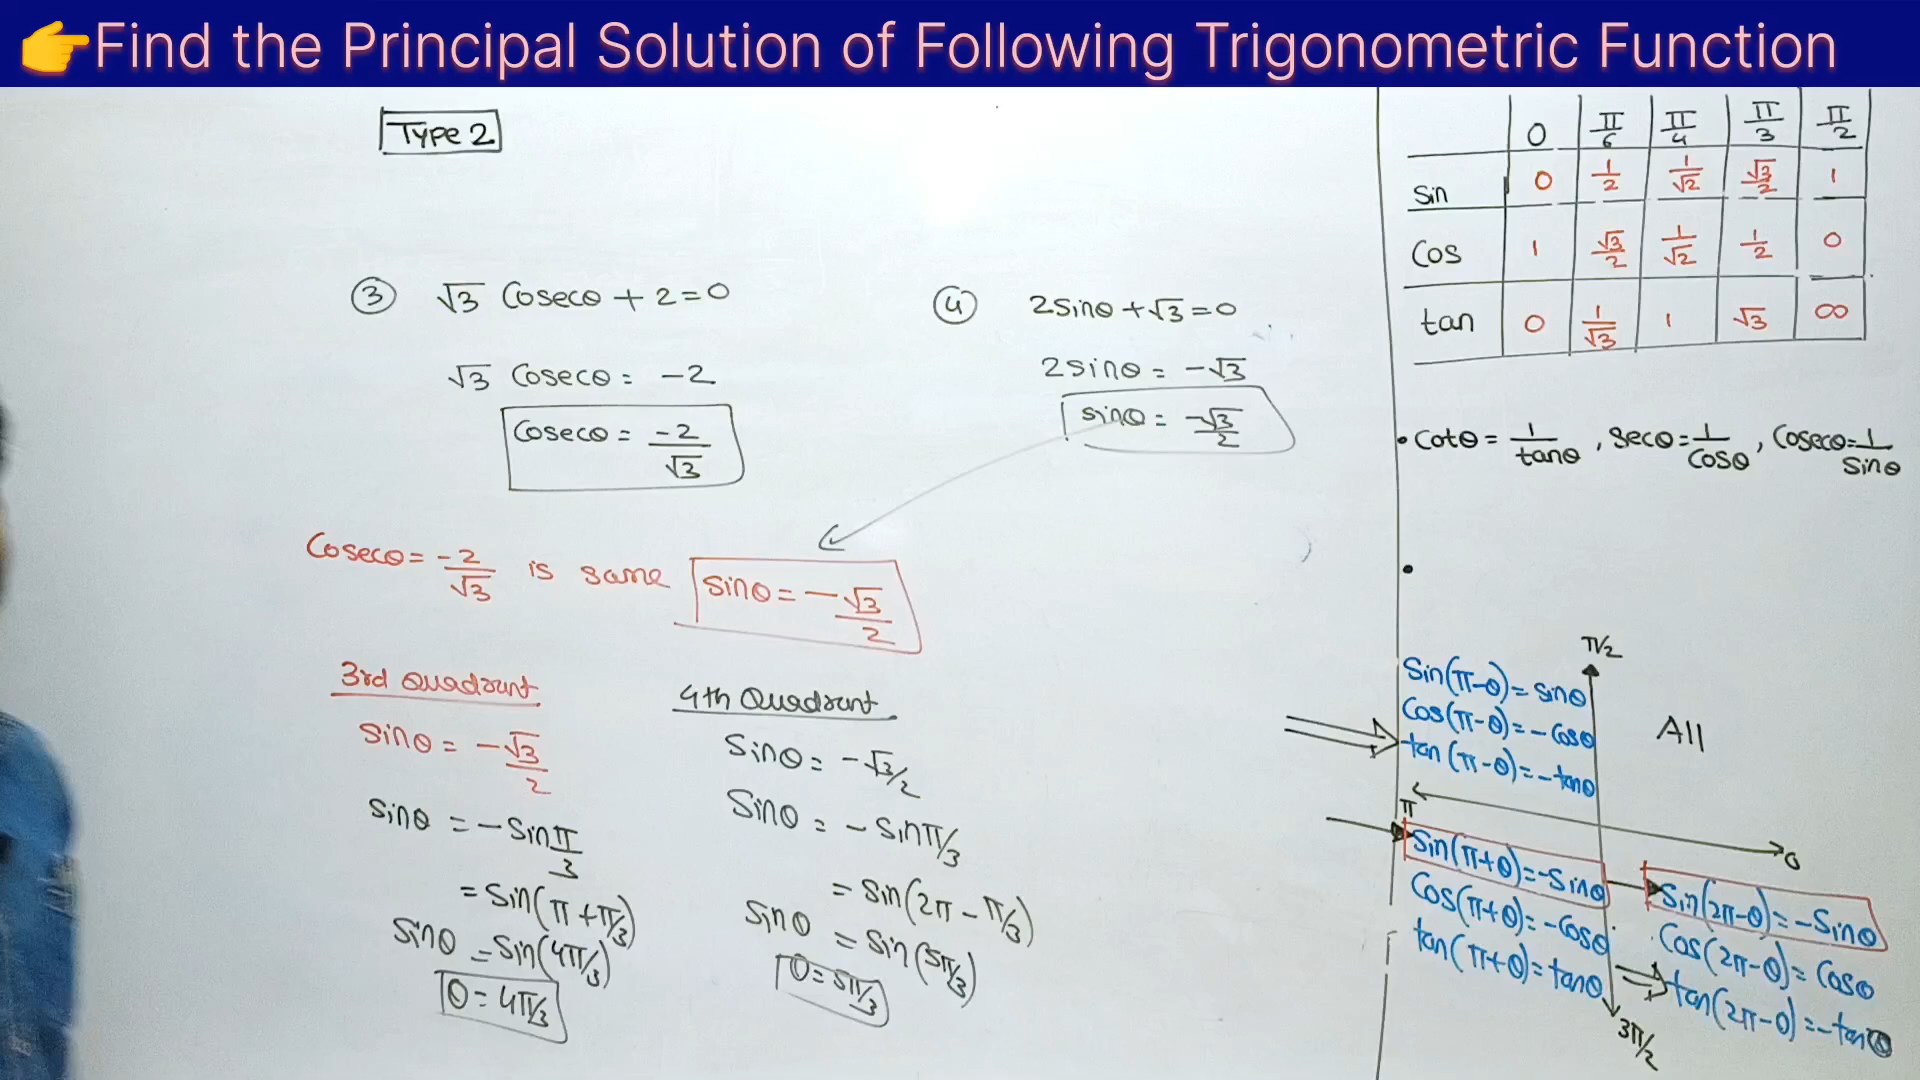 👉Find the Principal Solution of Following Trigonometric Function
Type 2
③ √3 Cosecθ + 2 = 0
√3 Cosecθ = -2
Cosecθ = -2/√3
④ 2sinθ + √3 = 0
2sinθ = -√3
sinθ = -√3/2
Cosecθ = -2/√3 is same sinθ = -√3/2
3rd Quadrant
sinθ = -√3/2
sinθ = -sin π/3
= sin(π + π/3)
sinθ = sin(4π/3)
θ = 4π/3
4th Quadrant
sinθ = -√3/2
sinθ = -sin π/3
= sin(2π - π/3)
sinθ = sin(5π/3)
θ = 5π/3
0 π/6 π/4 π/3 π/2
sin 0 1/2 1/√2 √3/2 1
Cos 1 √3/2 1/√2 1/2 0
tan 0 1/√3 1 √3 ∞
• cotθ = 1/tanθ , secθ = 1/cosθ , Cosecθ = 1/sinθ
•
π/2
Sin(π-θ) = sinθ
Cos(π-θ) = -cosθ
tan(π-θ) = -tanθ
All
π
0
Sin(π+θ) = -Sinθ
Cos(π+θ) = -cosθ
tan(π+θ) = tanθ
Sin(2π-θ) = -Sinθ
Cos(2π-θ) = Cosθ
tan(2π-θ) = -tanθ
3π/2